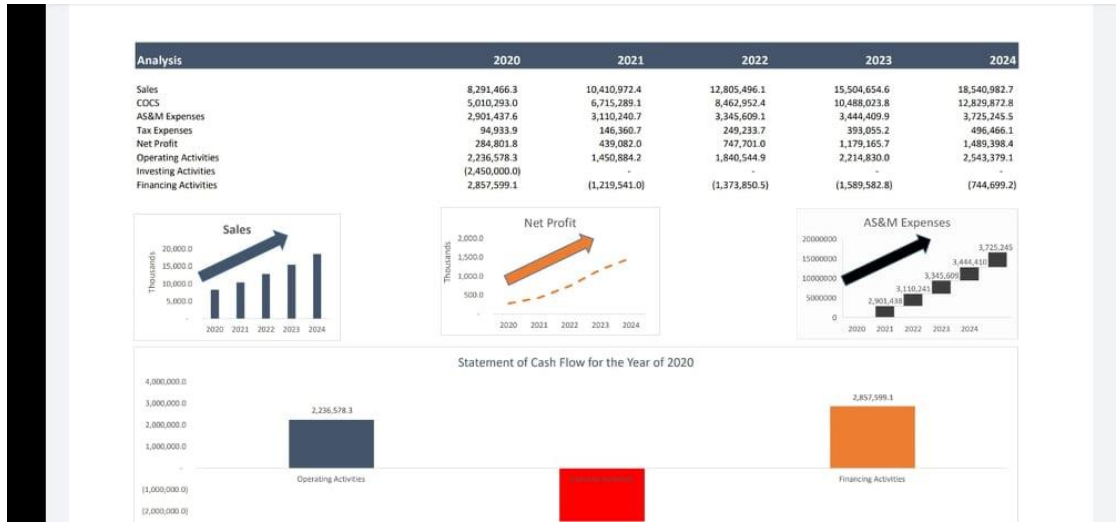 Analysis 2020 2021 2022 2023 2024
Sales 8,291,466.3 10,410,972.4 12,805,496.1 15,504,654.6 18,540,982.7
COCS 5,010,293.0 6,715,289.1 8,462,952.4 10,488,023.8 12,829,872.8
AS&M Expenses 2,901,437.6 3,110,240.7 3,345,609.1 3,444,409.9 3,725,245.5
Tax Expenses 94,933.9 146,360.7 249,233.7 393,055.2 496,466.1
Net Profit 284,801.8 439,082.0 747,701.0 1,179,165.7 1,489,398.4
Operating Activities 2,236,578.3 1,450,884.2 1,840,544.9 2,214,830.0 2,543,379.1
Investing Activities (2,450,000.0) - - - -
Financing Activities 2,857,599.1 (1,219,541.0) (1,373,850.5) (1,589,582.8) (744,699.2)
Sales
Thousands
20,000.0
15,000.0
10,000.0
5,000.0
-
2020 2021 2022 2023 2024
Net Profit
Thousands
2,000.0
1,500.0
1,000.0
500.0
-
2020 2021 2022 2023 2024
AS&M Expenses
20000000
15000000
10000000
5000000
0
2,901,438
3,110,241
3,345,609
3,444,410
3,725,245
2020 2021 2022 2023 2024
Statement of Cash Flow for the Year of 2020
4,000,000.0
3,000,000.0
2,000,000.0
1,000,000.0
-
(1,000,000.0)
(2,000,000.0)
2,236,578.3
2,857,599.1
Operating Activities
Financing Activities